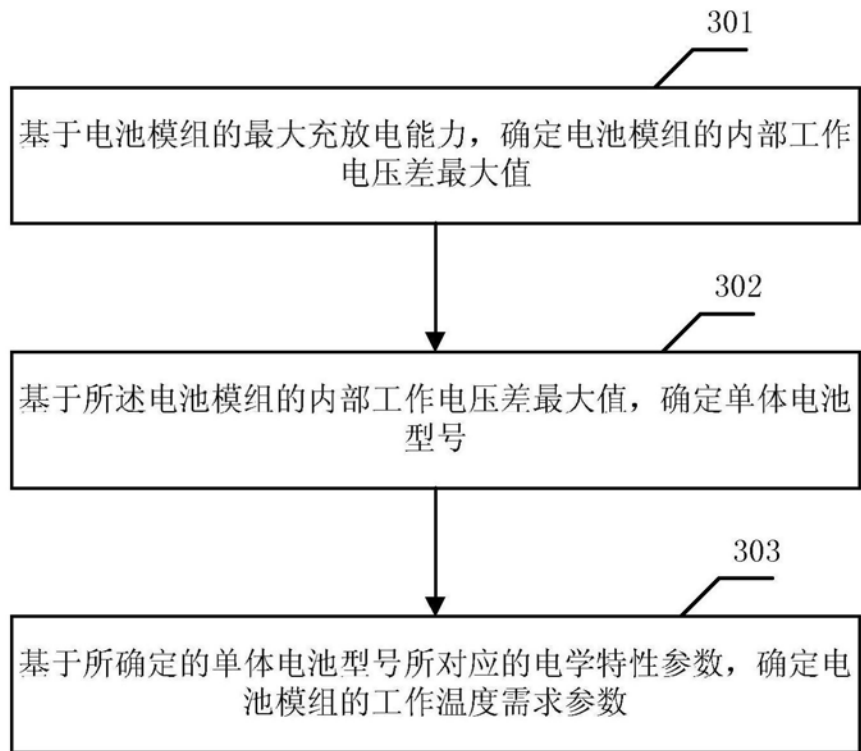 301
基于电池模组的最大充放电能力，确定电池模组的内部工作
电压差最大值
302
基于所述电池模组的内部工作电压差最大值，确定单体电池
型号
303
基于所确定的单体电池型号所对应的电学特性参数，确定电
池模组的工作温度需求参数